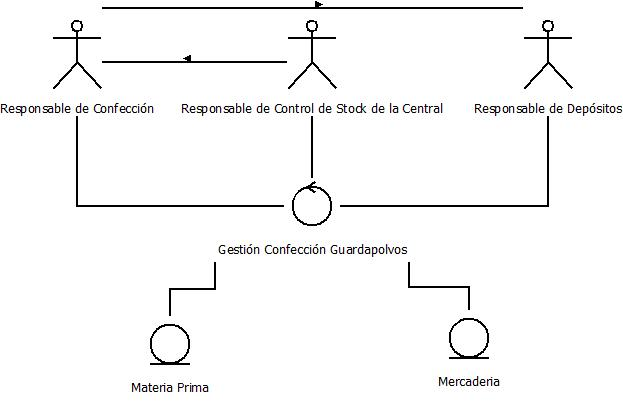 Responsable de Confección
Responsable de Control de Stock de la Central
Responsable de Depósitos
Gestión Confección Guardapolvos
Materia Prima
Mercaderia